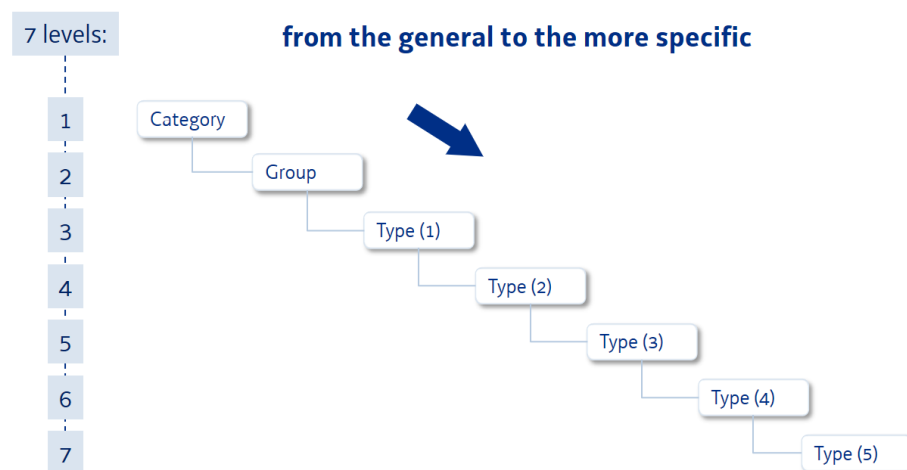 7 levels:
from the general to the more specific
1
Category
2
Group
3
Type (1)
4
Type (2)
5
Type (3)
6
Type (4)
7
Type (5)